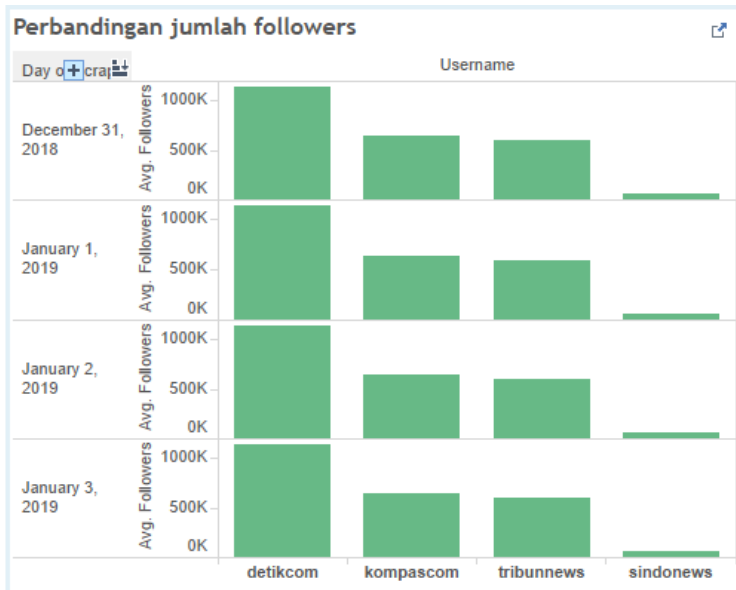 Perbandingan jumlah followers
Day o crap
Username
December 31,
2018
Avg. Followers
1000K
500K
0K
January 1,
2019
Avg. Followers
1000K
500K
0K
January 2,
2019
Avg. Followers
1000K
500K
0K
January 3,
2019
Avg. Followers
1000K
500K
0K
detikcom kompascom tribunnews sindonews